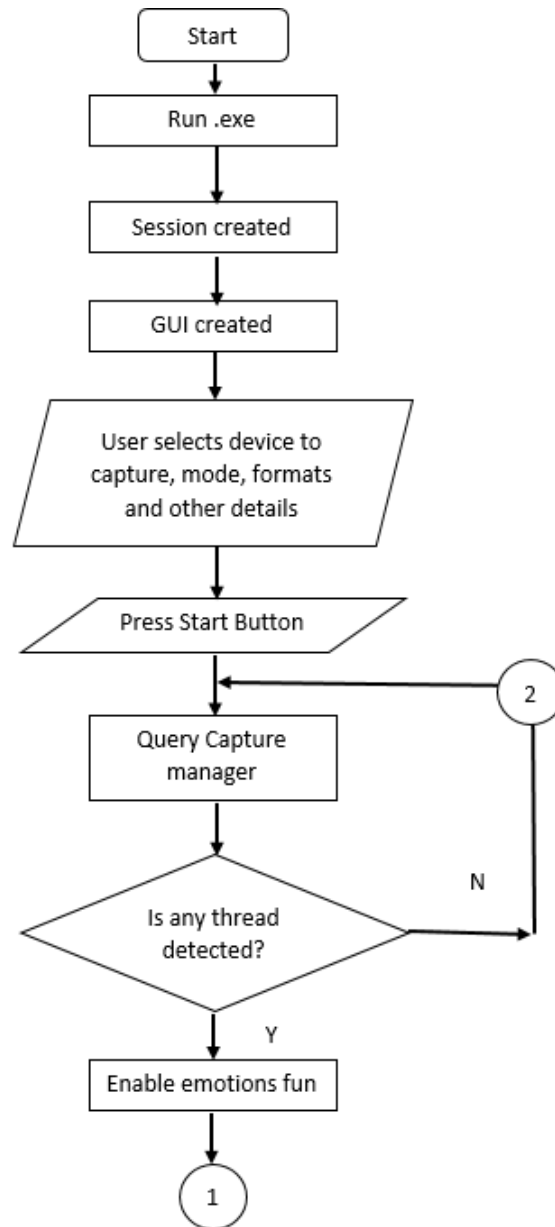 Start
Run .exe
Session created
GUI created
User selects device to
capture, mode, formats
and other details
Press Start Button
2
Query Capture
manager
N
Is any thread
detected?
Y
Enable emotions fun
1